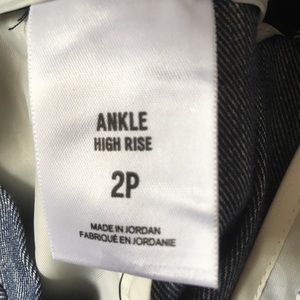 ANKLE
HIGH RISE
2P
MADE IN JORDAN
FABRIQUÉ EN JORDANIE